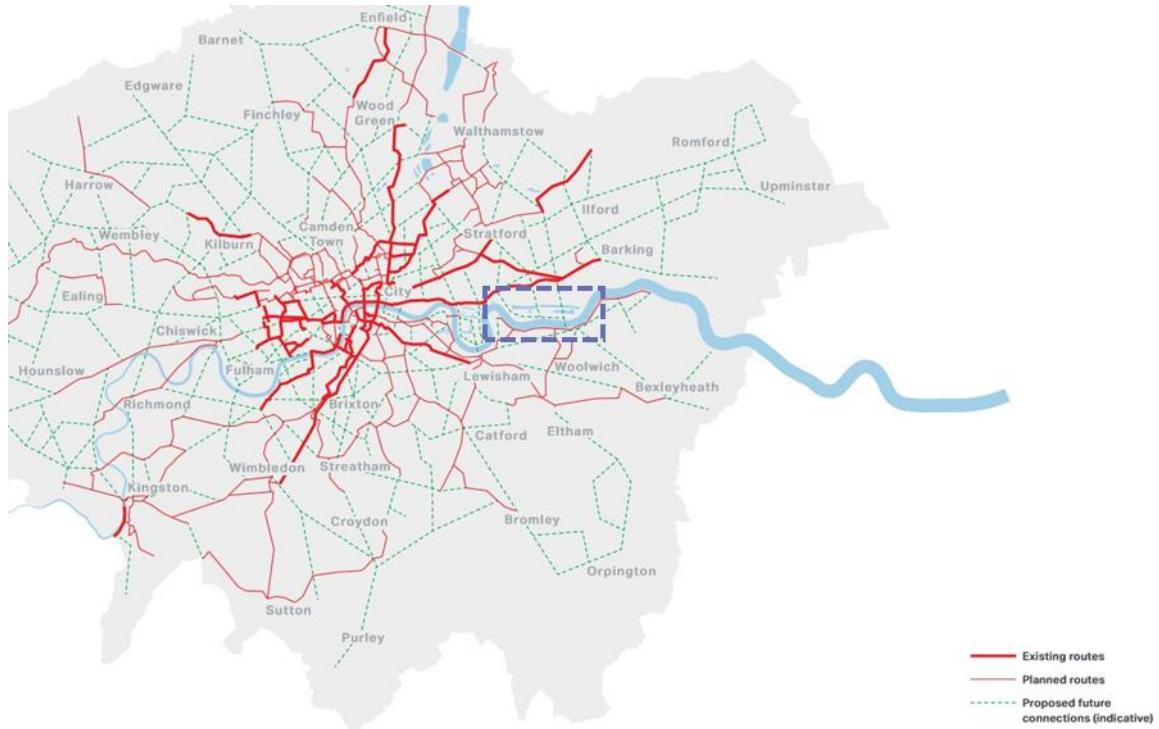 Enfield
Barnet
Edgware
Finchley
Wood
Green
Walthamstow
Romford
Harrow
Upminster
Ilford
Camden
Town
Stratford
Wembley
Kilburn
Barking
Ealing
City
Chiswick
Hounslow
Fulham
Lewisham
Woolwich
Bexleyheath
Richmond
Brixton
Catford
Eltham
Wimbledon
Streatham
Kingston
Croydon
Bromley
Orpington
Sutton
Purley
Existing routes
Planned routes
Proposed future
connections (indicative)